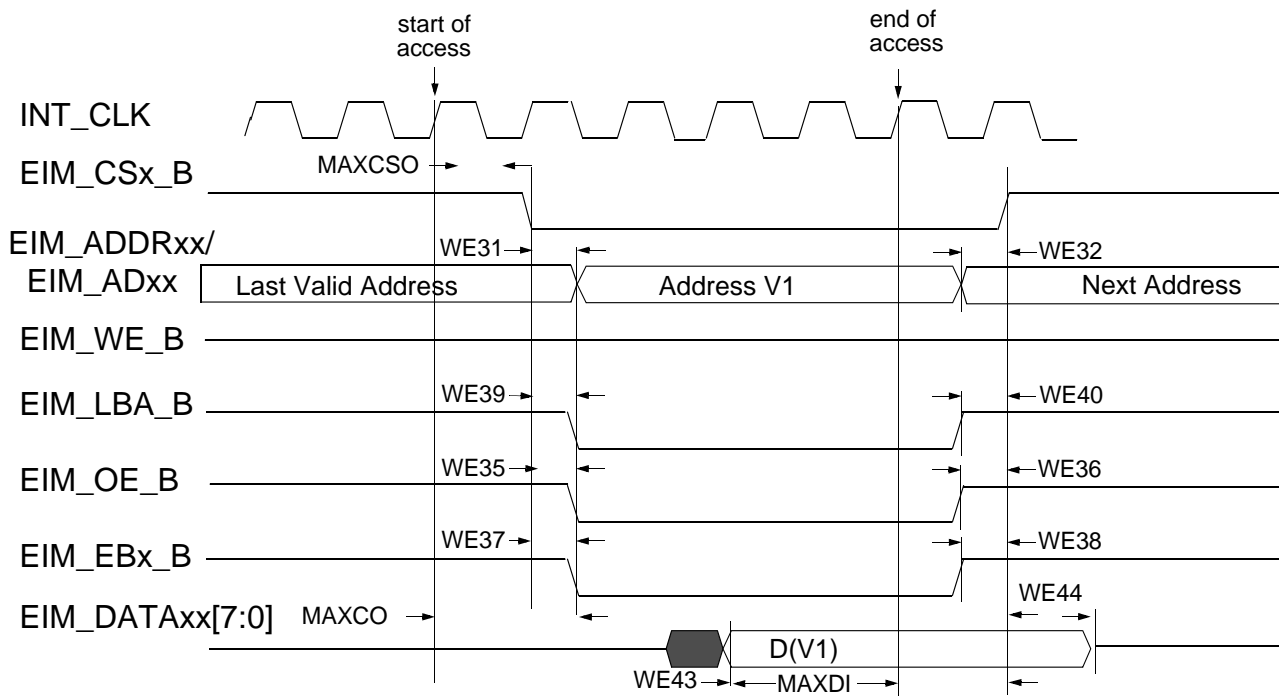 start of
access
end of
access
INT_CLK
MAXCSO
EIM_CSx_B
EIM_ADDRxx/
EIM_ADxx
WE31
WE32
Last Valid Address
Address V1
Next Address
EIM_WE_B
WE39
WE40
EIM_LBA_B
WE35
WE36
EIM_OE_B
WE37
WE38
EIM_EBx_B
WE44
EIM_DATAxx[7:0]
MAXCO
D(V1)
WE43
MAXDI